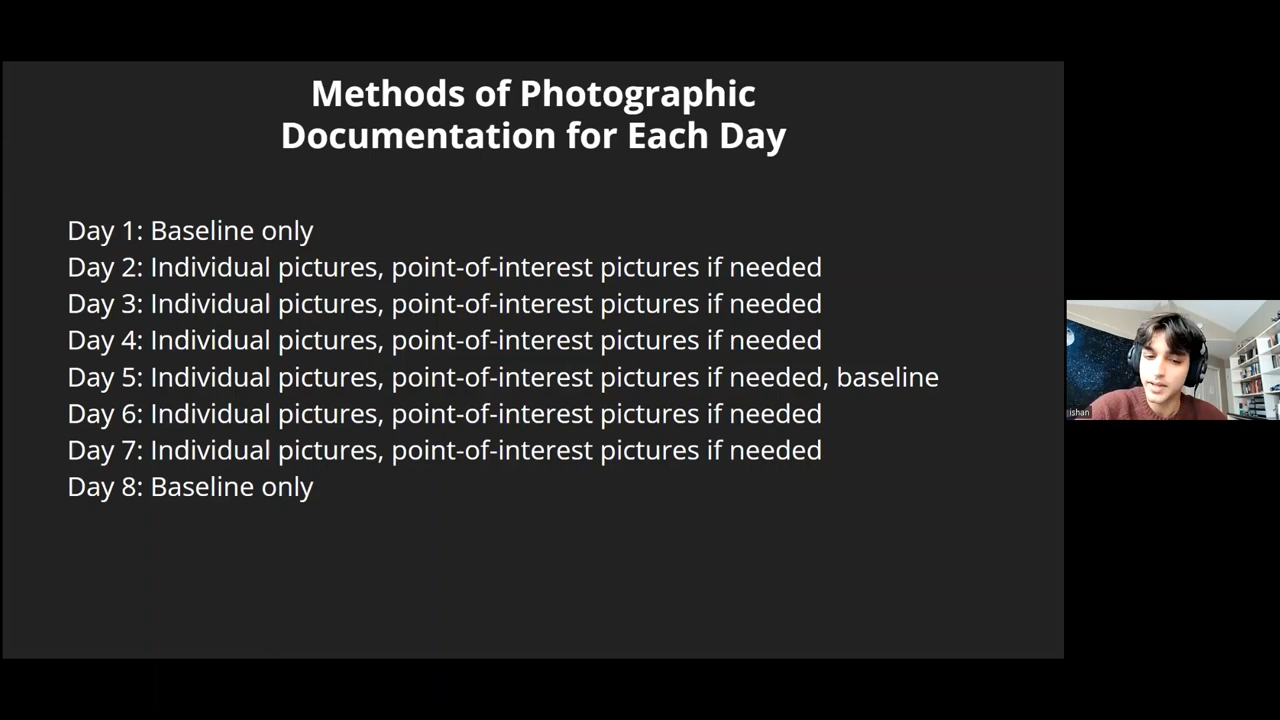 Methods of Photographic
Documentation for Each Day
Day 1: Baseline only
Day 2: Individual pictures, point-of-interest pictures if needed
Day 3: Individual pictures, point-of-interest pictures if needed
Day 4: Individual pictures, point-of-interest pictures if needed
Day 5: Individual pictures, point-of-interest pictures if needed, baseline
Day 6: Individual pictures, point-of-interest pictures if needed
Day 7: Individual pictures, point-of-interest pictures if needed
Day 8: Baseline only
ishan